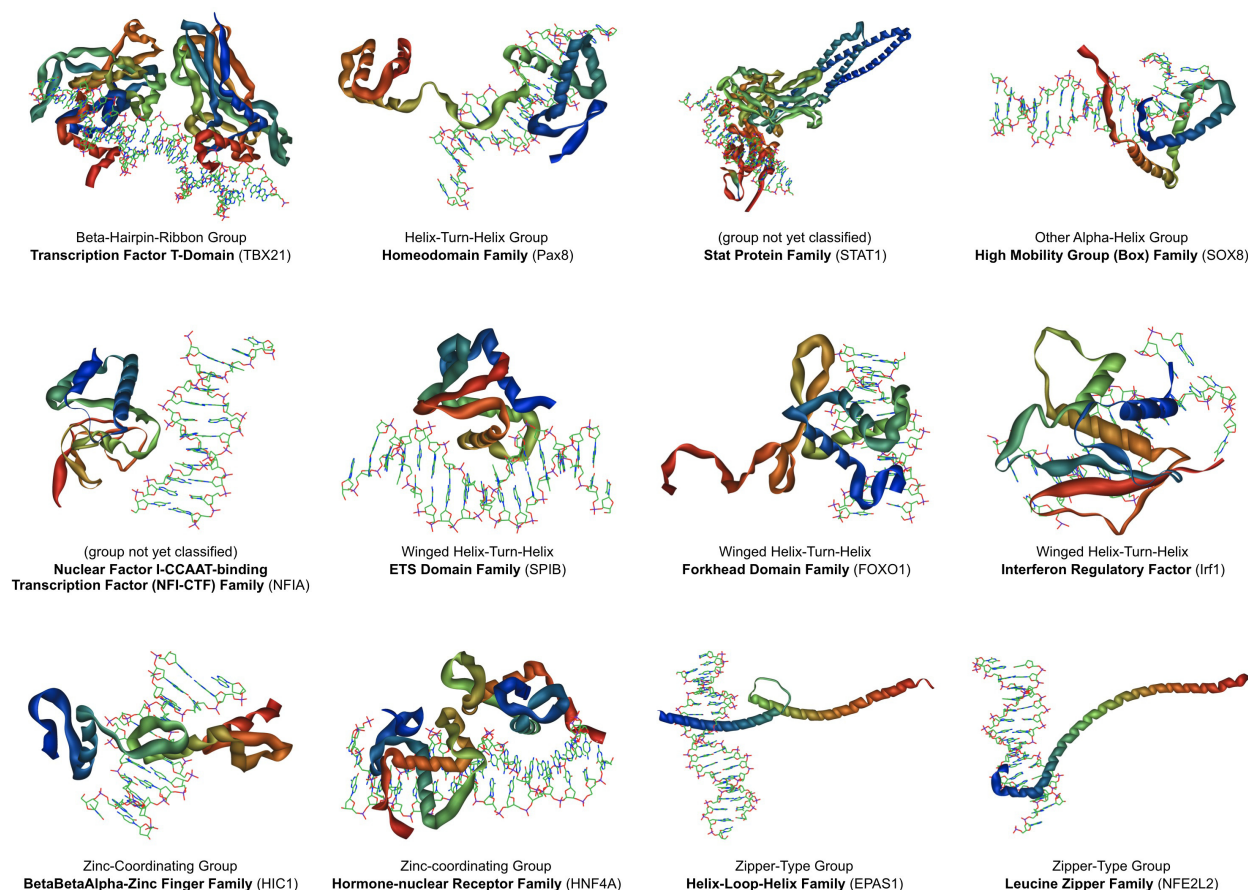 Beta-Hairpin-Ribbon Group
Transcription Factor T-Domain (TBX21)
Helix-Turn-Helix Group
Homeodomain Family (Pax8)
(group not yet classified)
Stat Protein Family (STAT1)
Other Alpha-Helix Group
High Mobility Group (Box) Family (SOX8)
(group not yet classified)
Nuclear Factor I-CCAAT-binding
Transcription Factor (NFI-CTF) Family (NFIA)
Winged Helix-Turn-Helix
ETS Domain Family (SPIB)
Winged Helix-Turn-Helix
Forkhead Domain Family (FOXO1)
Winged Helix-Turn-Helix
Interferon Regulatory Factor (Irf1)
Zinc-Coordinating Group
BetaBetaAlpha-Zinc Finger Family (HIC1)
Zinc-coordinating Group
Hormone-nuclear Receptor Family (HNF4A)
Zipper-Type Group
Helix-Loop-Helix Family (EPAS1)
Zipper-Type Group
Leucine Zipper Family (NFE2L2)